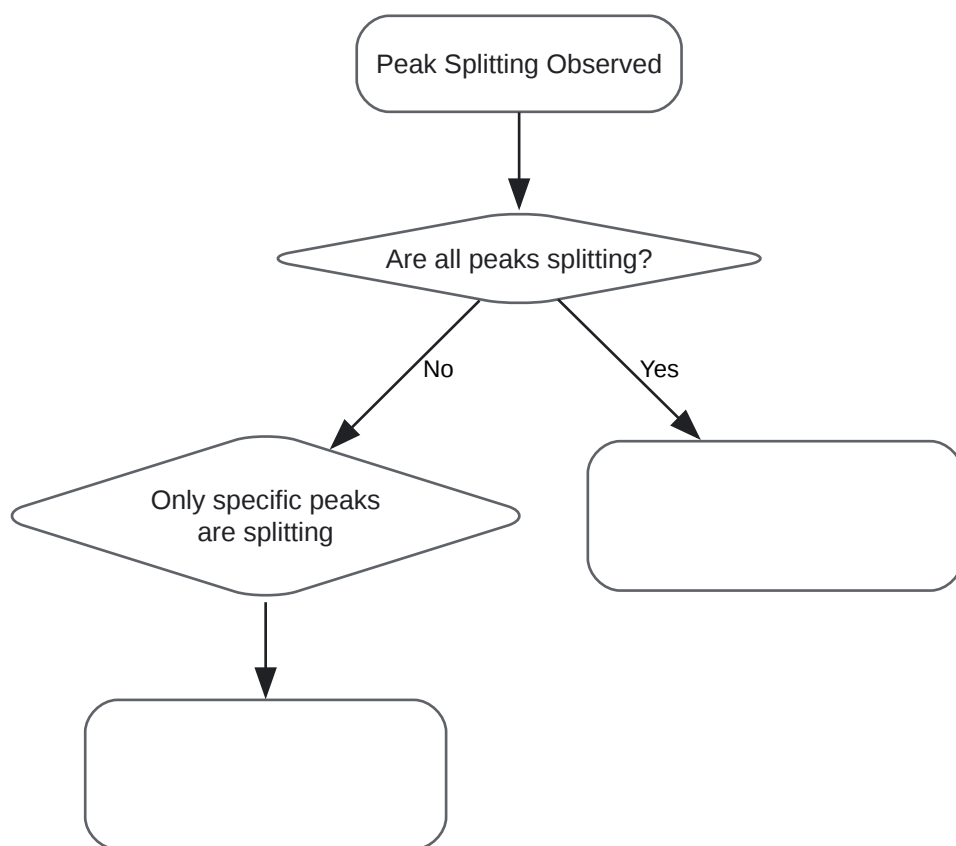 Peak Splitting Observed
Are all peaks splitting?
No
Yes
Only specific peaks
are splitting